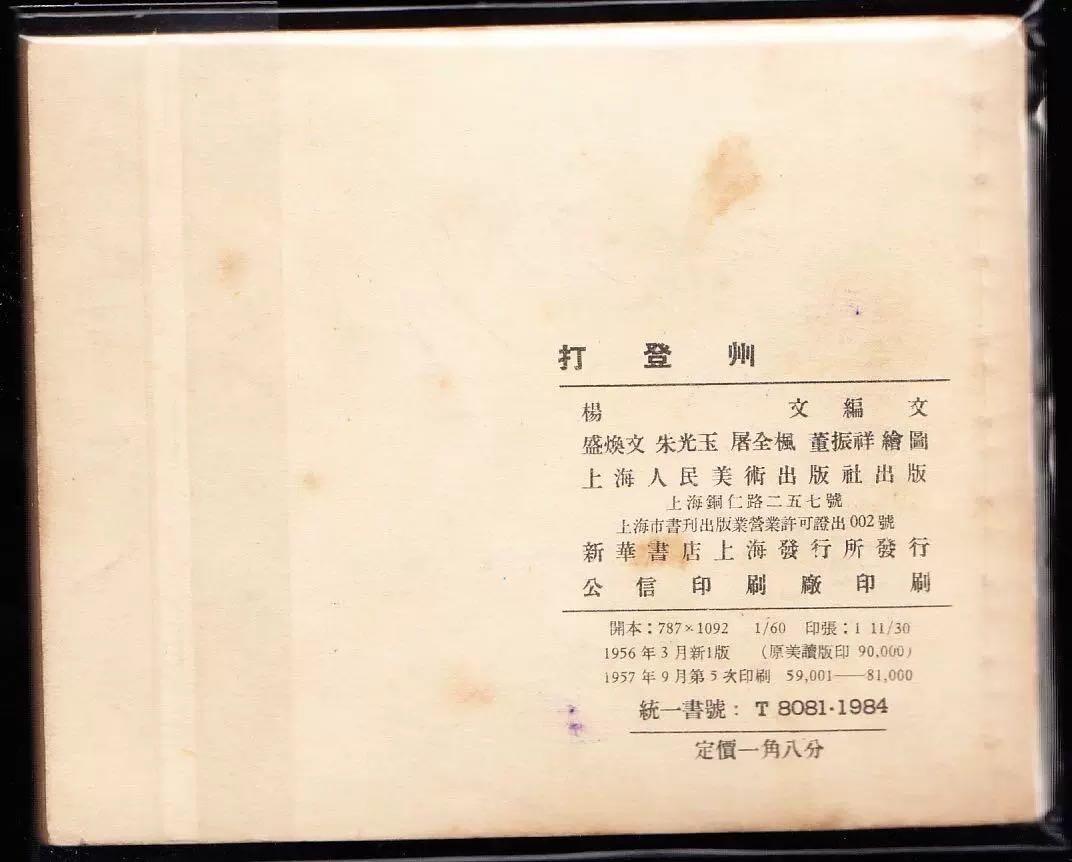 打登州
楊文編文
盛煥文 朱光玉 屠全楓 董振祥繪圖
上海人民美術出版社出版
上海銅仁路二五七號
上海市書刊出版業營業許可證出002號
新華書店上海發行所發行
公信印刷廠印刷
開本：787×1092 1/60 印張：1 11/30
1956年3月新1版 （原美讀版印 90,000）
1957年9月第5次印刷 59,001——81,000
統一書號：T 8081·1984
定價一角八分